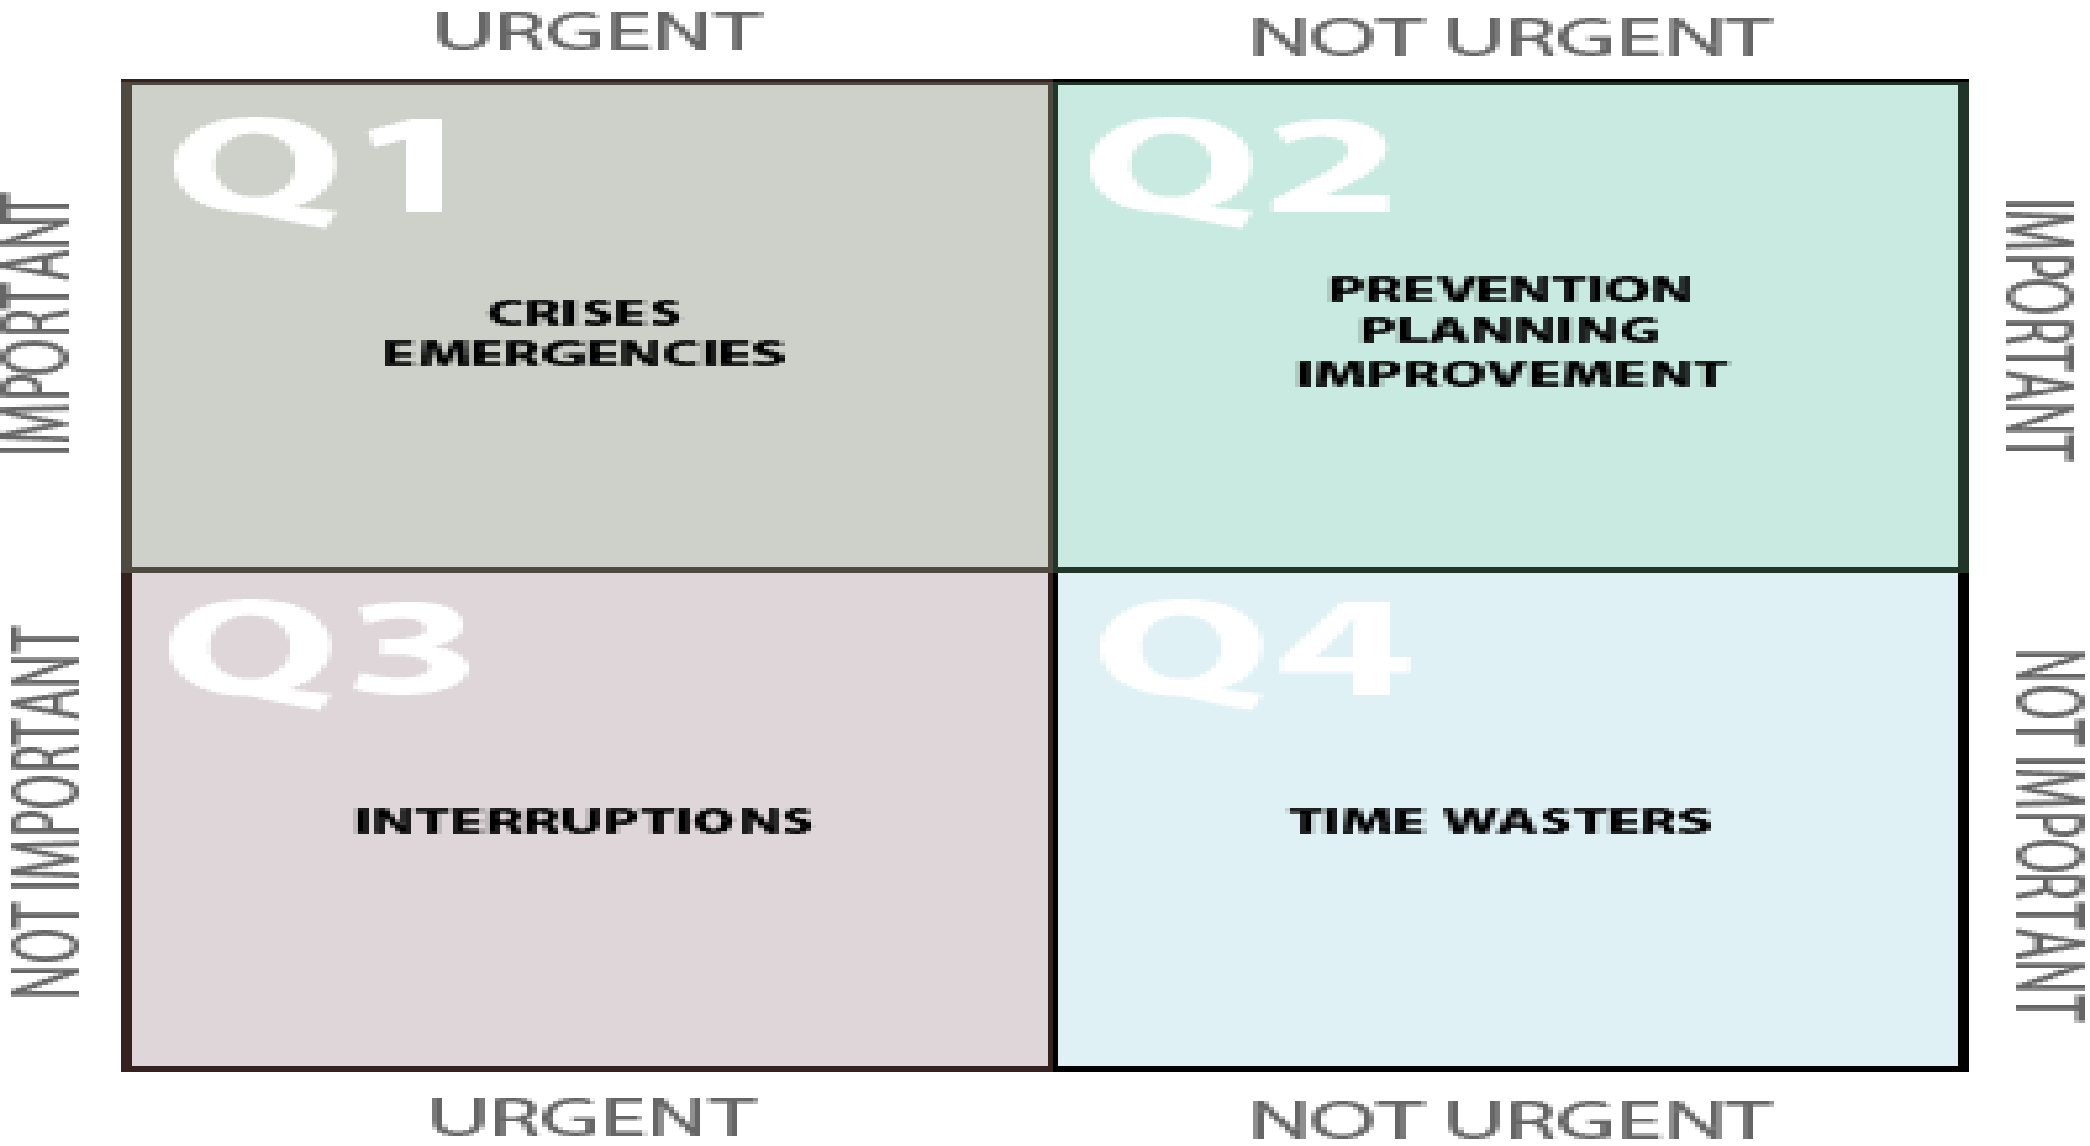 URGENT
NOT URGENT
IMPORTANT
Q1
CRISES
EMERGENCIES
Q2
PREVENTION
PLANNING
IMPROVEMENT
IMPORTANT
NOT IMPORTANT
Q3
INTERRUPTIONS
Q4
TIME WASTERS
NOT IMPORTANT
URGENT
NOT URGENT